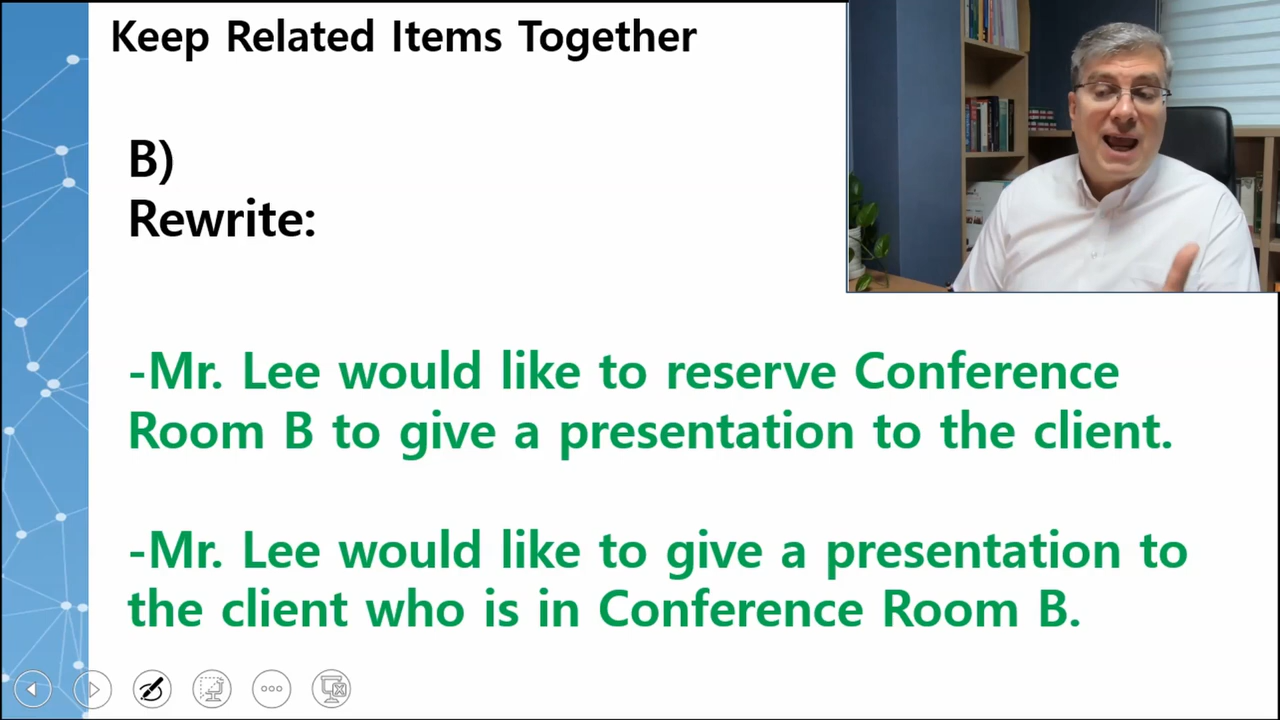 Keep Related Items Together
B)
Rewrite:
-Mr. Lee would like to reserve Conference
Room B to give a presentation to the client.
-Mr. Lee would like to give a presentation to
the client who is in Conference Room B.